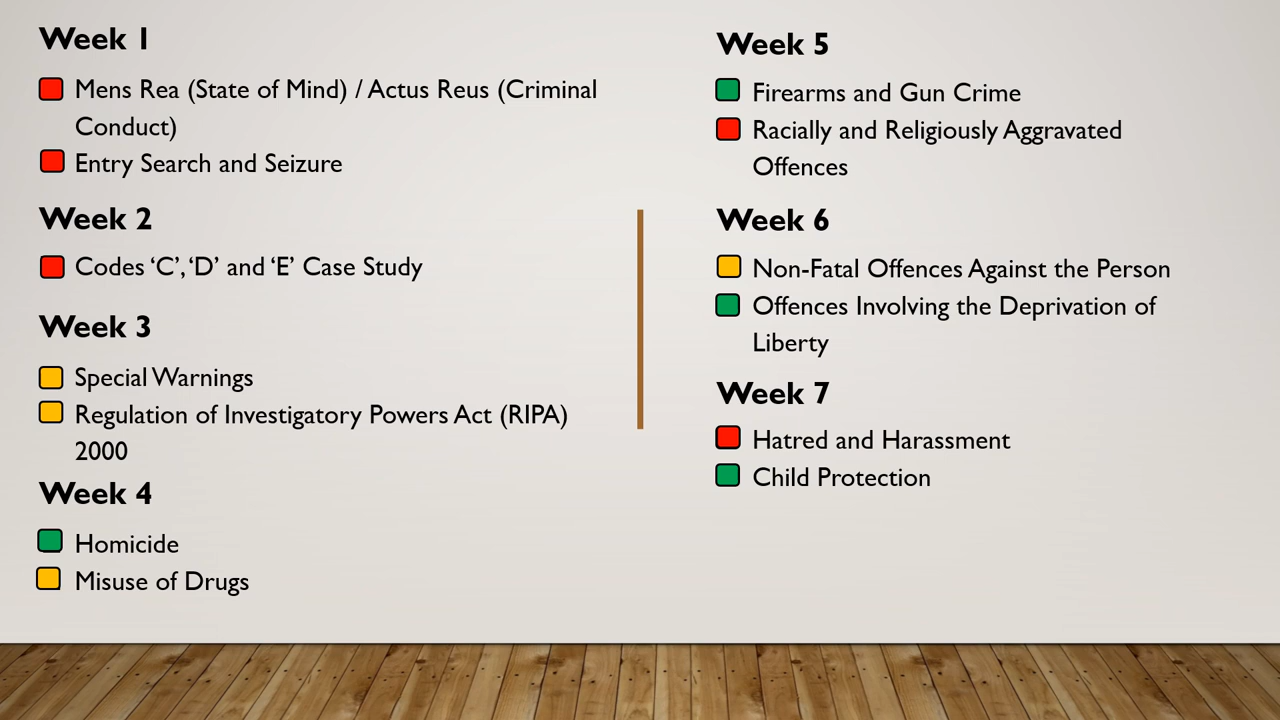 Week 1
Mens Rea (State of Mind) / Actus Reus (Criminal
Conduct)
Entry Search and Seizure
Week 2
Codes ‘C’, ‘D’ and ‘E’ Case Study
Week 3
Special Warnings
Regulation of Investigatory Powers Act (RIPA)
2000
Week 4
Homicide
Misuse of Drugs
Week 5
Firearms and Gun Crime
Racially and Religiously Aggravated
Offences
Week 6
Non-Fatal Offences Against the Person
Offences Involving the Deprivation of
Liberty
Week 7
Hatred and Harassment
Child Protection